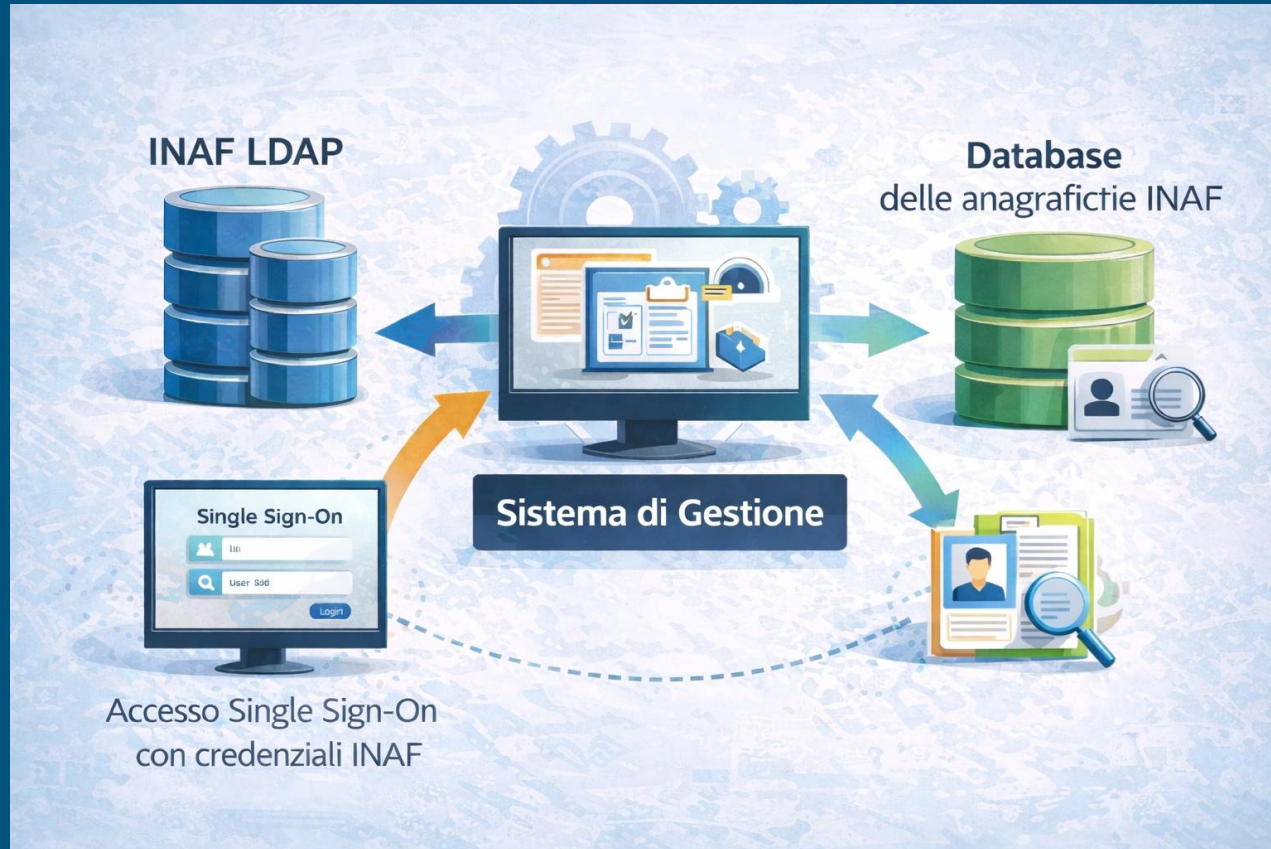 INAF LDAP
Database
delle anagrafictie INAF
Single Sign-On
User
Login
Sistema di Gestione
Accesso Single Sign-On
con credenziali INAF